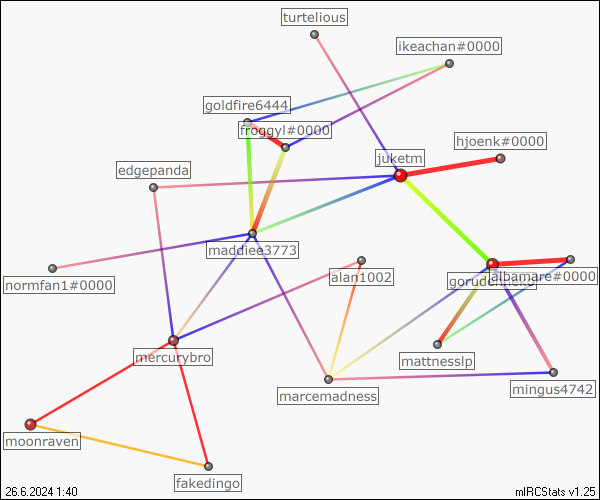 turtelious
ikeachan#0000
goldfire6444
froggyl#0000
hjoenk#0000
juketm
edgepanda
maddiee3773
normfan1#0000
alan1002
albamare#0000
mercurybro
mattnesslp
mingus4742
marcemadness
moonraven
fakedingo
26.6.2024 1:40
mIRCStats v1.25